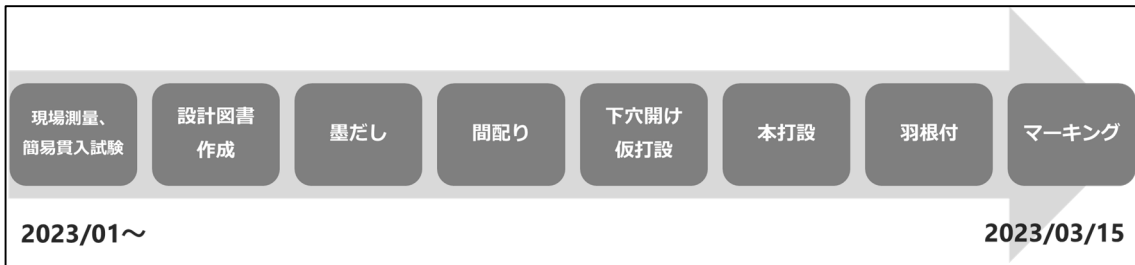 現場測量、
簡易貫入試験
設計図書
作成
墨だし
間配り
下穴開け
仮打設
本打設
羽根付
マーキング
2023/01～
2023/03/15